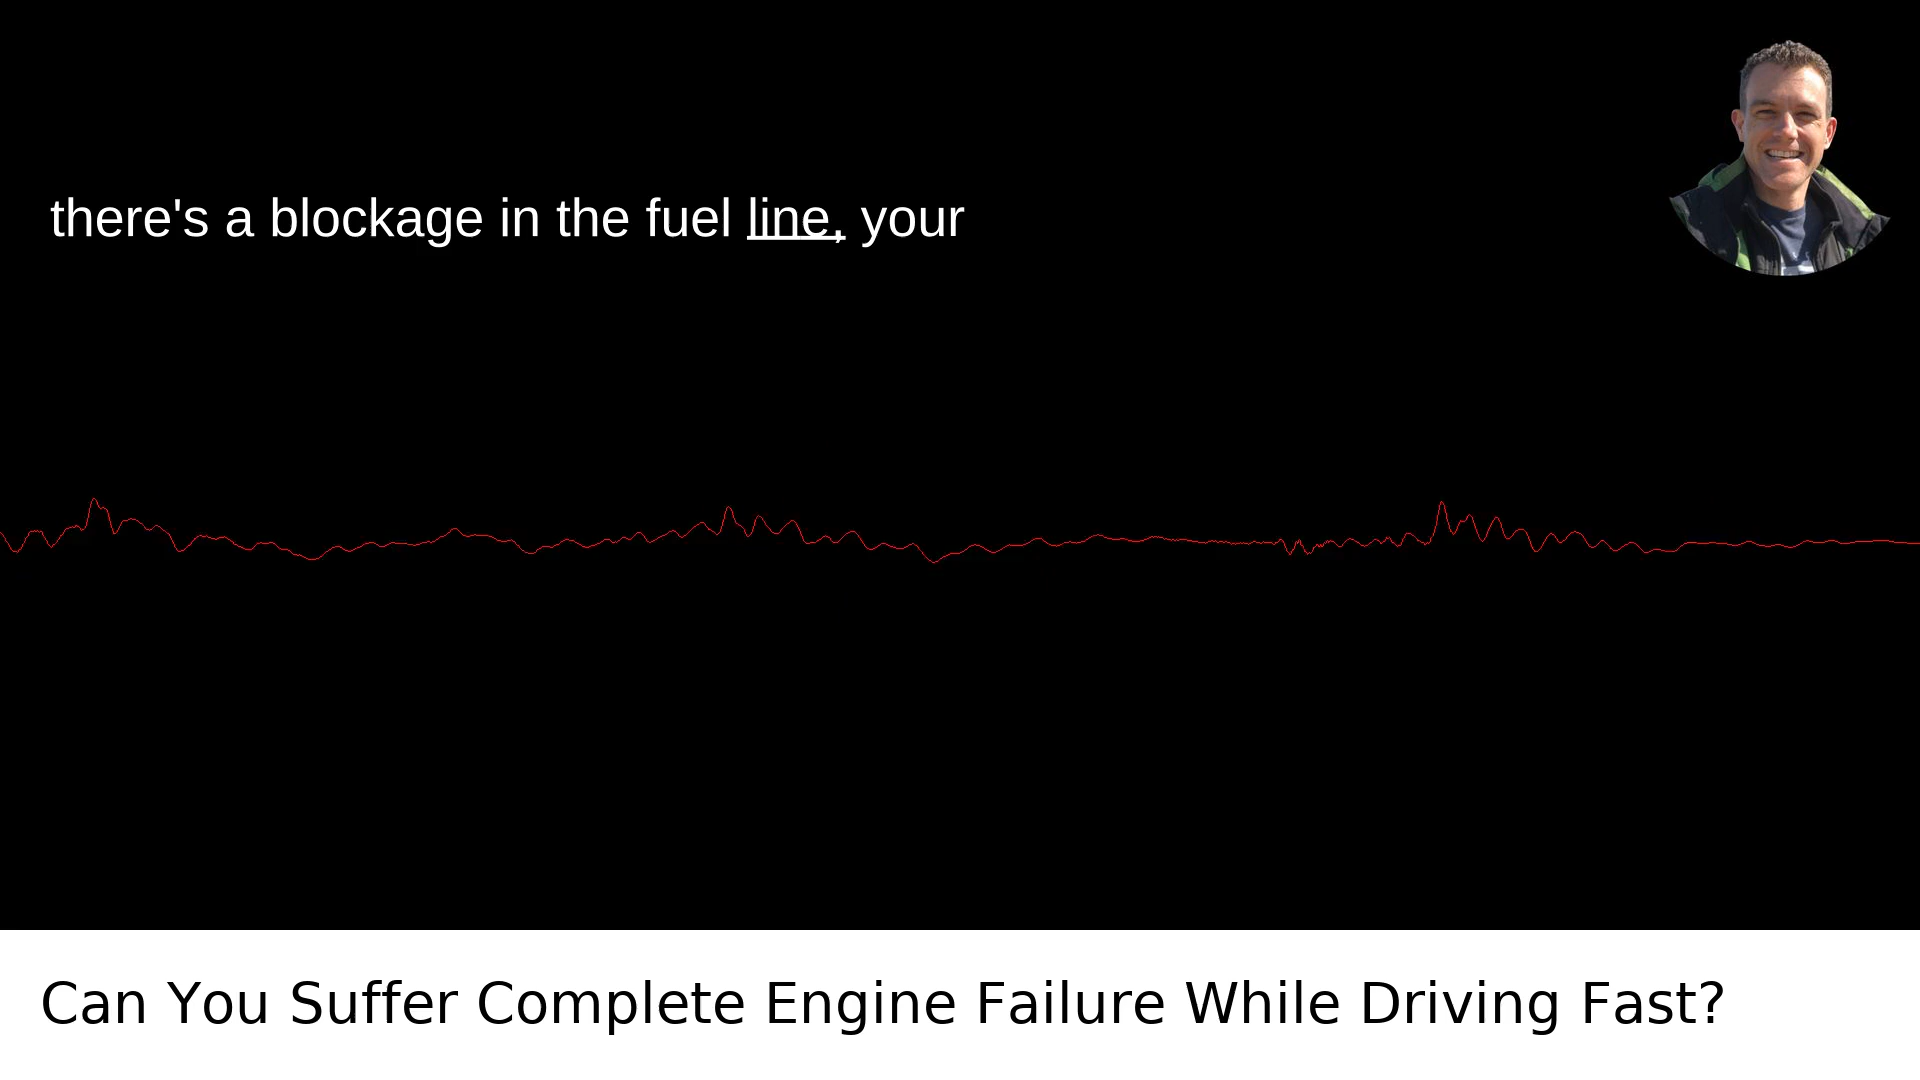 there's a blockage in the fuel line, your
Can You Suffer Complete Engine Failure While Driving Fast?